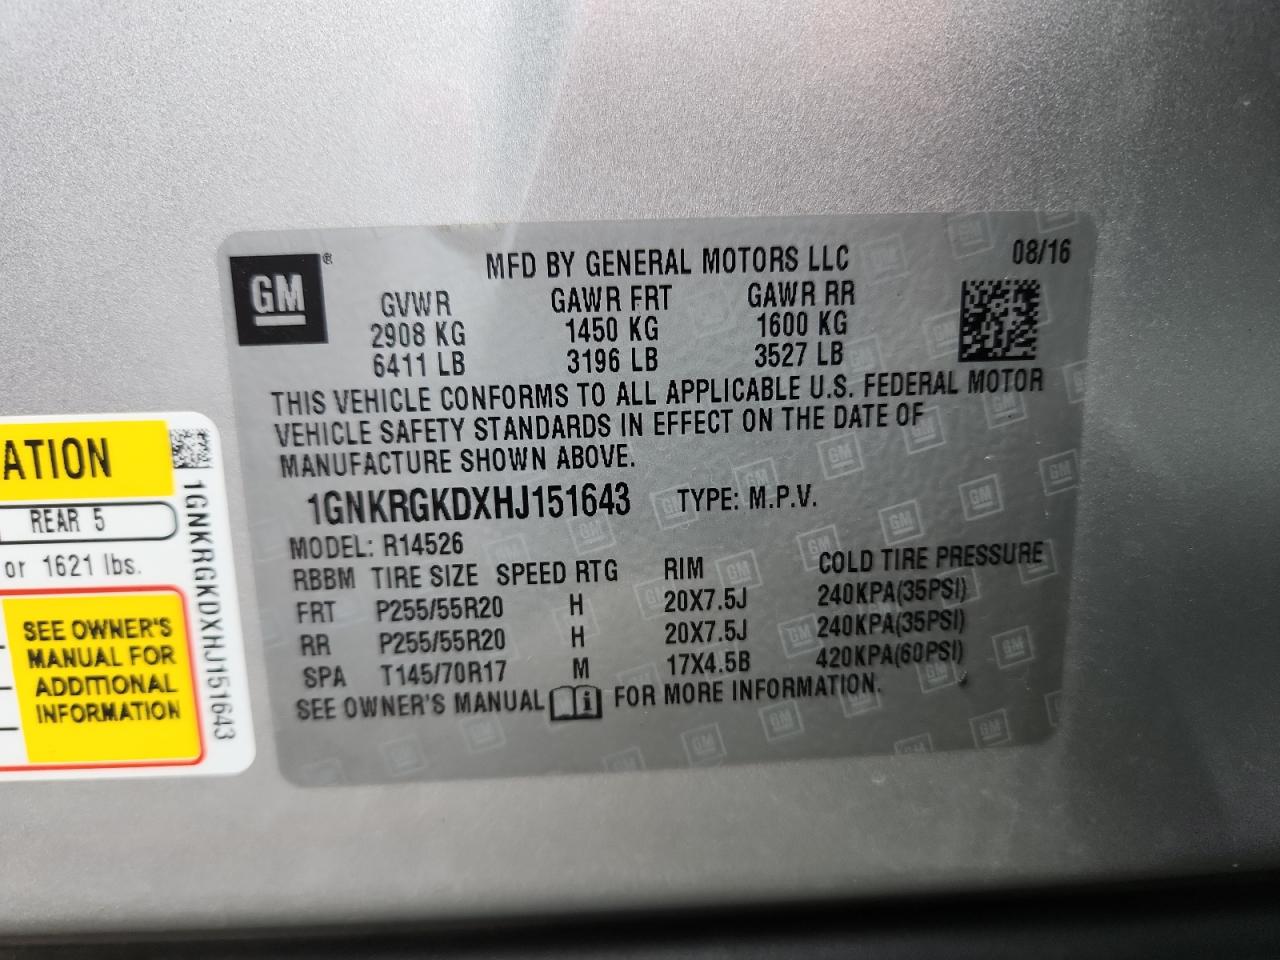 GM®
MFD BY GENERAL MOTORS LLC 08/16
GVWR GAWR FRT GAWR RR
2908 KG 1450 KG 1600 KG
6411 LB 3196 LB 3527 LB
THIS VEHICLE CONFORMS TO ALL APPLICABLE U.S. FEDERAL MOTOR
VEHICLE SAFETY STANDARDS IN EFFECT ON THE DATE OF
MANUFACTURE SHOWN ABOVE.
1GNKRGKDXHJ151643 TYPE: M.P.V.
MODEL: R14526
RBBM TIRE SIZE SPEED RTG RIM COLD TIRE PRESSURE
FRT P255/55R20 H 20X7.5J 240KPA(35PSI)
RR P255/55R20 H 20X7.5J 240KPA(35PSI)
SPA T145/70R17 M 17X4.5B 420KPA(60PSI)
SEE OWNER'S MANUAL i FOR MORE INFORMATION.
ATION
REAR 5
or 1621 lbs.
SEE OWNER'S
MANUAL FOR
ADDITIONAL
INFORMATION
1GNKRGKDXHJ151643